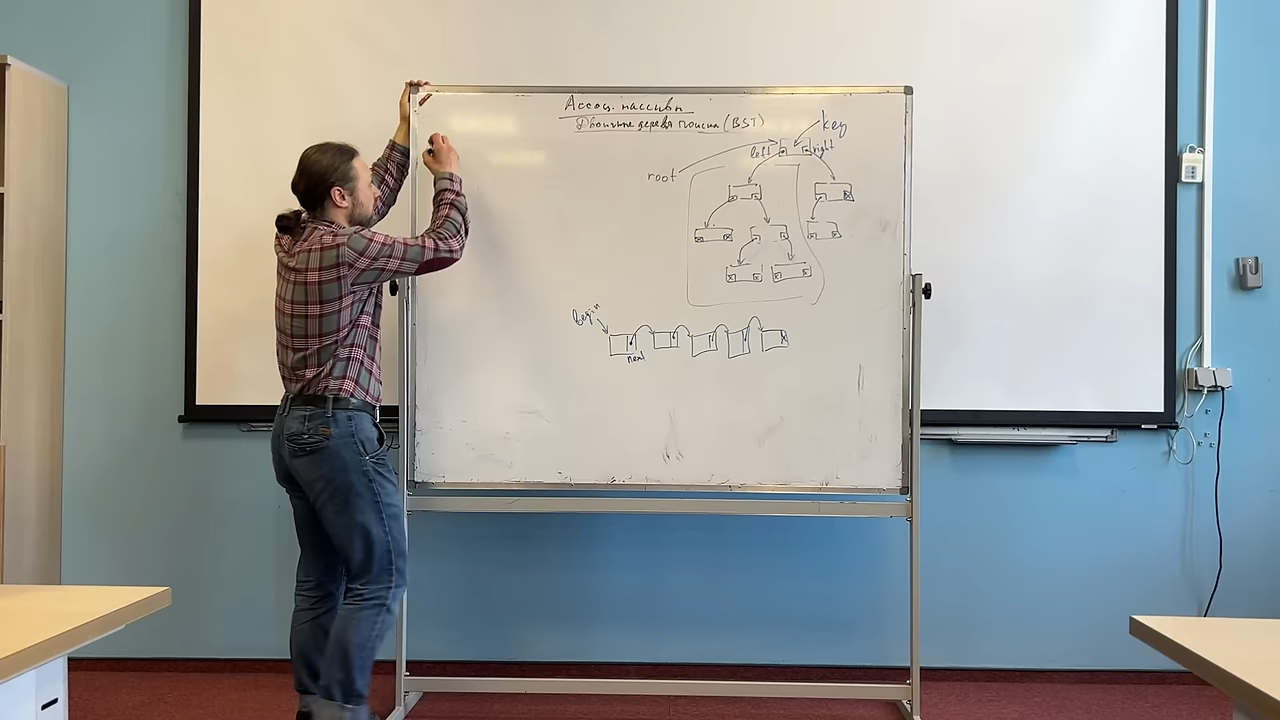 Ассоц. массивы
Двоичные деревья поиска (BST)
key
left right
root
begin
next